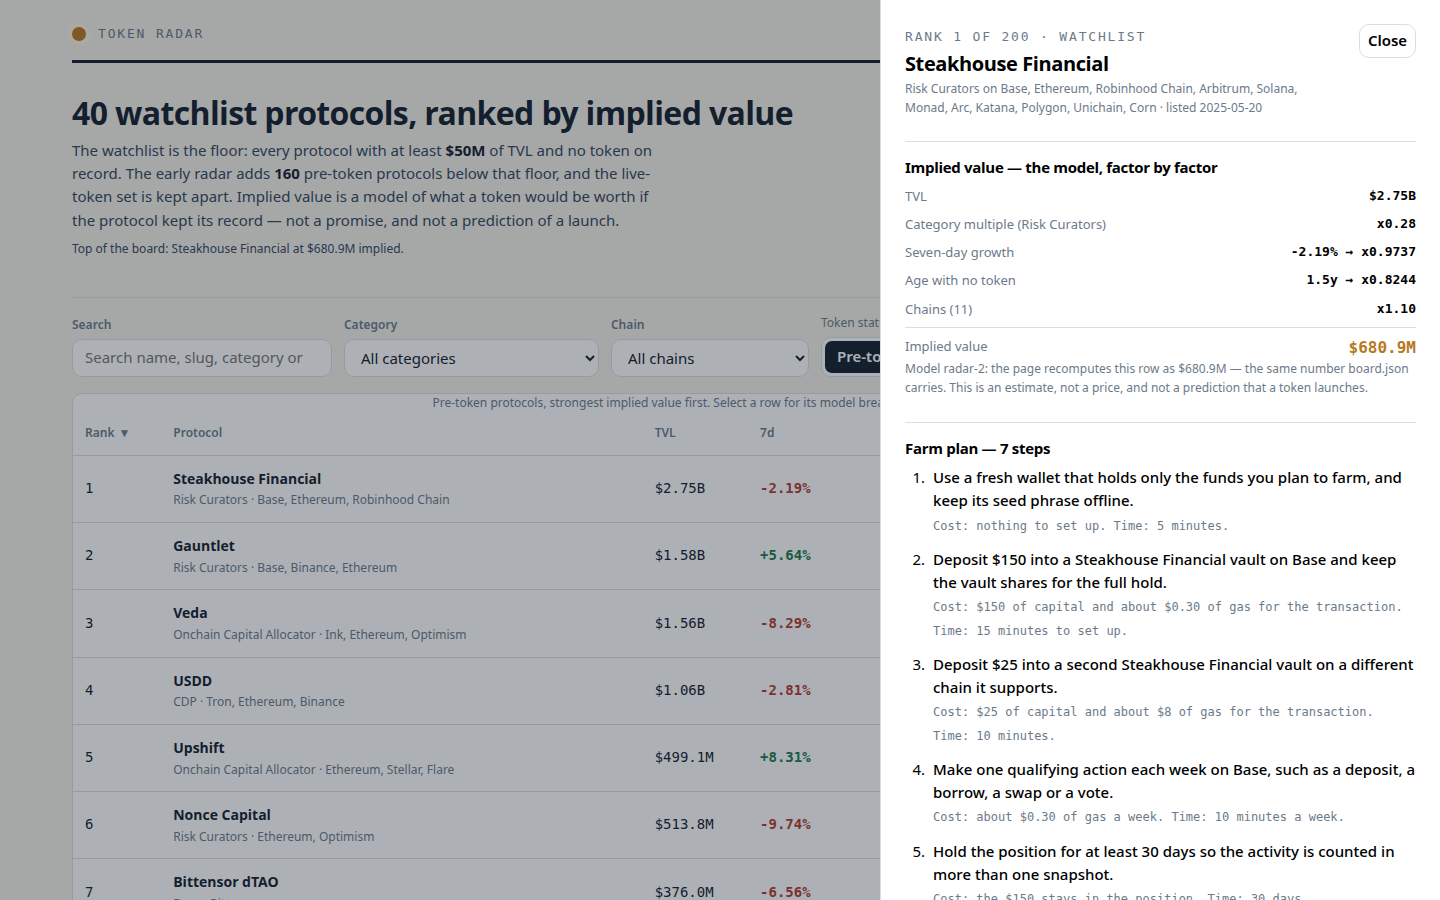 TOKEN RADAR
40 watchlist protocols, ranked by implied value
The watchlist is the floor: every protocol with at least $50M of TVL and no token on
record. The early radar adds 160 pre-token protocols below that floor, and the live-
token set is kept apart. Implied value is a model of what a token would be worth if
the protocol kept its record — not a promise, and not a prediction of a launch.
Top of the board: Steakhouse Financial at $680.9M implied.
Search
Category
Chain
Token stat
Search name, slug, category or
All categories
All chains
Pre-to
Pre-token protocols, strongest implied value first. Select a row for its model brea
Rank ▼ Protocol TVL 7d
1 Steakhouse Financial $2.75B -2.19%
Risk Curators · Base, Ethereum, Robinhood Chain
2 Gauntlet $1.58B +5.64%
Risk Curators · Base, Binance, Ethereum
3 Veda $1.56B -8.29%
Onchain Capital Allocator · Ink, Ethereum, Optimism
4 USDD $1.06B -2.81%
CDP · Tron, Ethereum, Binance
5 Upshift $499.1M +8.31%
Onchain Capital Allocator · Ethereum, Stellar, Flare
6 Nonce Capital $513.8M -9.74%
Risk Curators · Ethereum, Optimism
7 Bittensor dTAO $376.0M -6.56%
RANK 1 OF 200 · WATCHLIST
Close
Steakhouse Financial
Risk Curators on Base, Ethereum, Robinhood Chain, Arbitrum, Solana,
Monad, Arc, Katana, Polygon, Unichain, Corn · listed 2025-05-20
Implied value — the model, factor by factor
TVL $2.75B
Category multiple (Risk Curators) x0.28
Seven-day growth -2.19% → x0.9737
Age with no token 1.5y → x0.8244
Chains (11) x1.10
Implied value $680.9M
Model radar-2: the page recomputes this row as $680.9M — the same number board.json
carries. This is an estimate, not a price, and not a prediction that a token launches.
Farm plan — 7 steps
1. Use a fresh wallet that holds only the funds you plan to farm, and
keep its seed phrase offline.
Cost: nothing to set up. Time: 5 minutes.
2. Deposit $150 into a Steakhouse Financial vault on Base and keep
the vault shares for the full hold.
Cost: $150 of capital and about $0.30 of gas for the transaction.
Time: 15 minutes to set up.
3. Deposit $25 into a second Steakhouse Financial vault on a different
chain it supports.
Cost: $25 of capital and about $8 of gas for the transaction.
Time: 10 minutes.
4. Make one qualifying action each week on Base, such as a deposit, a
borrow, a swap or a vote.
Cost: about $0.30 of gas a week. Time: 10 minutes a week.
5. Hold the position for at least 30 days so the activity is counted in
more than one snapshot.
Cost: the $150 stays in the position. Time: 30 days